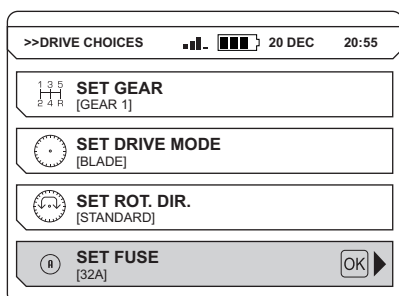 >>DRIVE CHOICES 20 DEC 20:55
1 3 5
2 4 R
SET GEAR
[GEAR 1]
SET DRIVE MODE
[BLADE]
SET ROT. DIR.
[STANDARD]
A
SET FUSE
[32A]
OK